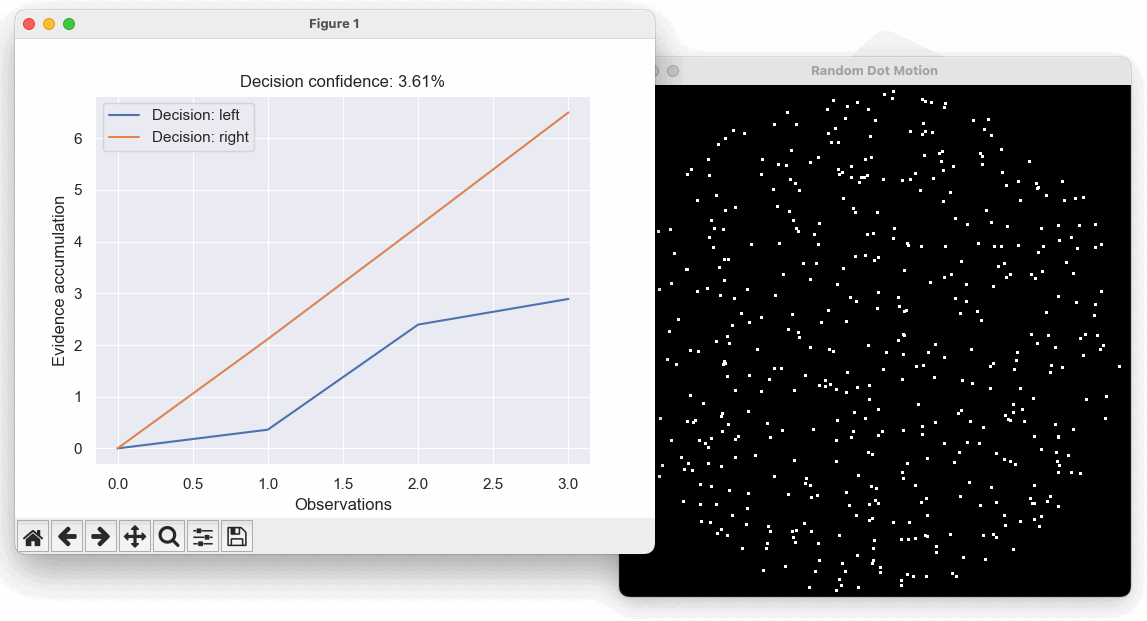 Figure 1
Decision confidence: 3.61%
Decision: left
Decision: right
6
5
4
3
2
1
0
Evidence accumulation
0.0 0.5 1.0 1.5 2.0 2.5 3.0
Observations
Random Dot Motion